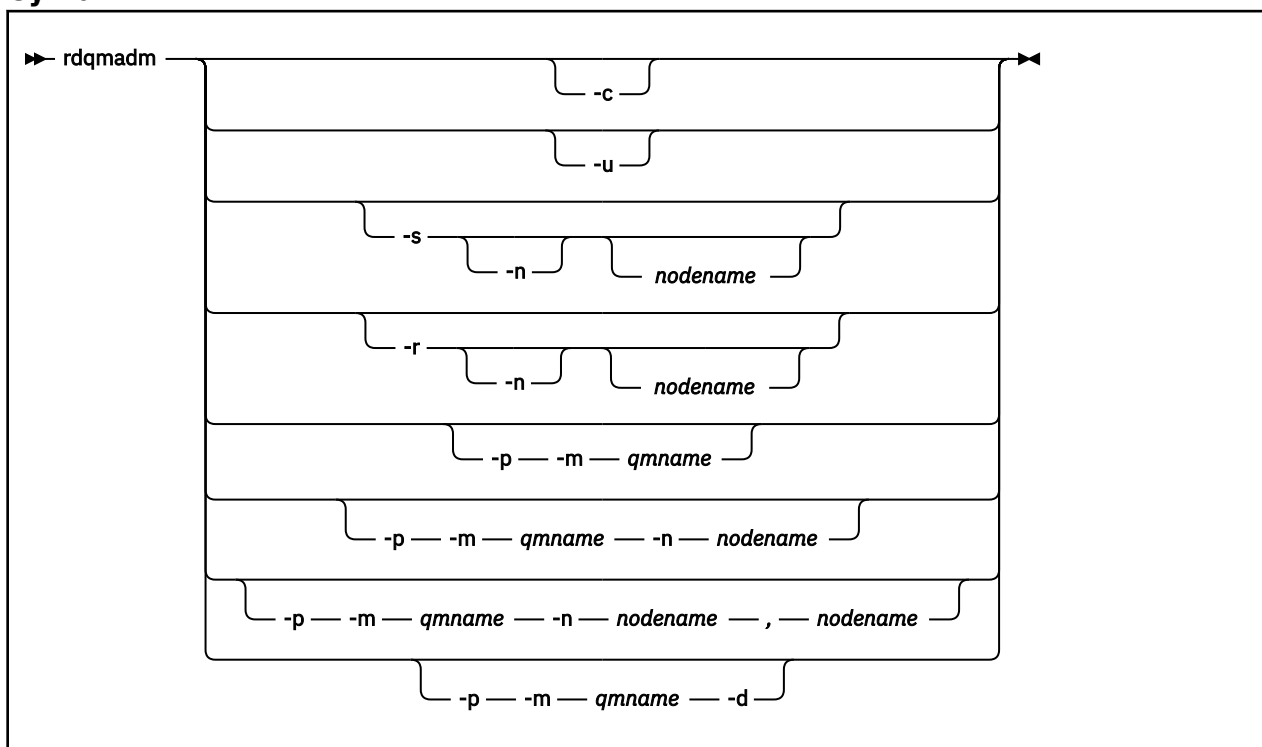 rdqmadm
-c
-u
-s
-n nodename
-r
-n nodename
-p -m qmname
-p -m qmname -n nodename
-p -m qmname -n nodename , nodename
-p -m qmname -d